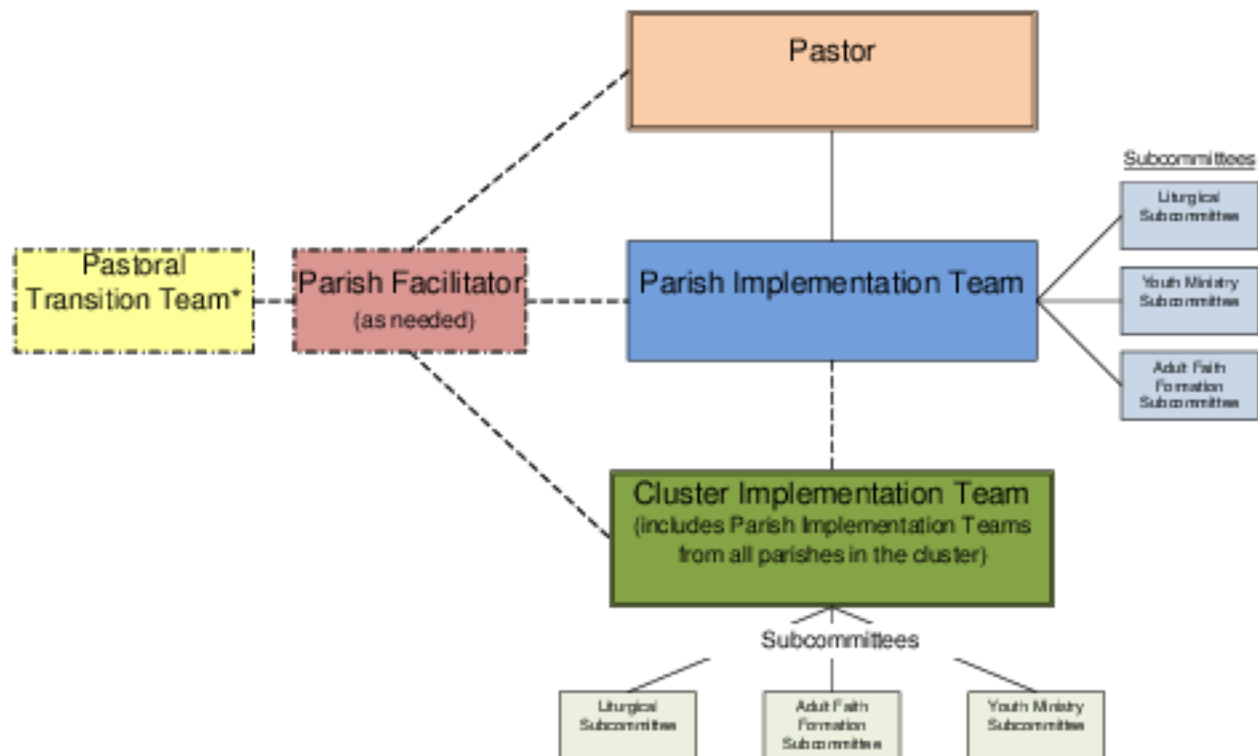 Pastor
Subcommittees
Liturgical
Subcommittee
Pastoral
Transition Team*
Parish Facilitator
(as needed)
Parish Implementation Team
Youth Ministry
Subcommittee
Adult Faith
Formation
Subcommittee
Cluster Implementation Team
(includes Parish Implementation Teams
from all parishes in the cluster)
Subcommittees
Liturgical
Subcommittee
Adult Faith
Formation
Subcommittee
Youth Ministry
Subcommittee